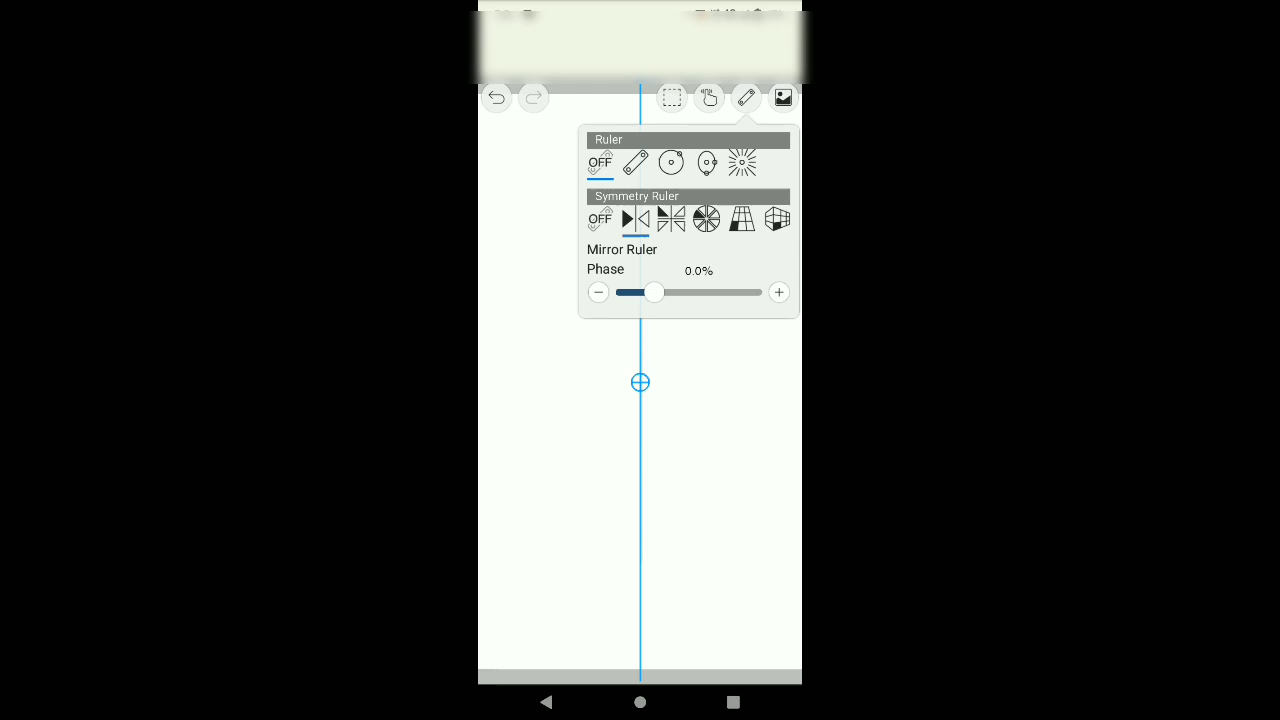 Ruler
OFF
Symmetry Ruler
OFF
Mirror Ruler
Phase 0.0%